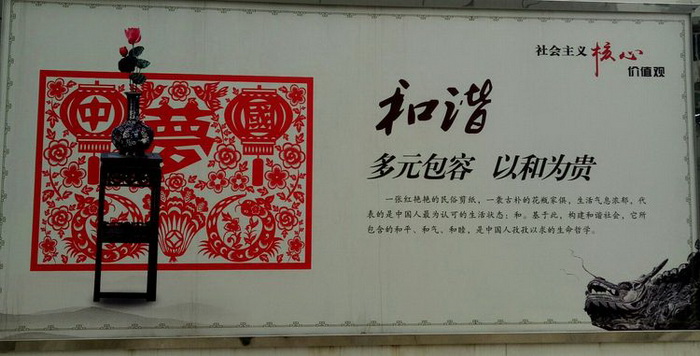 社会主义核心
价值观
中夢國
和谐
多元包容 以和为贵
一张红艳艳的民俗剪纸，一袭古朴的花瓶家俱，生活气息浓郁，代
表的是中国人最为认可的生活状态：和。基于此，构建和谐社会，它所
包含的和平、和气、和睦，是中国人孜孜以求的生命哲学。